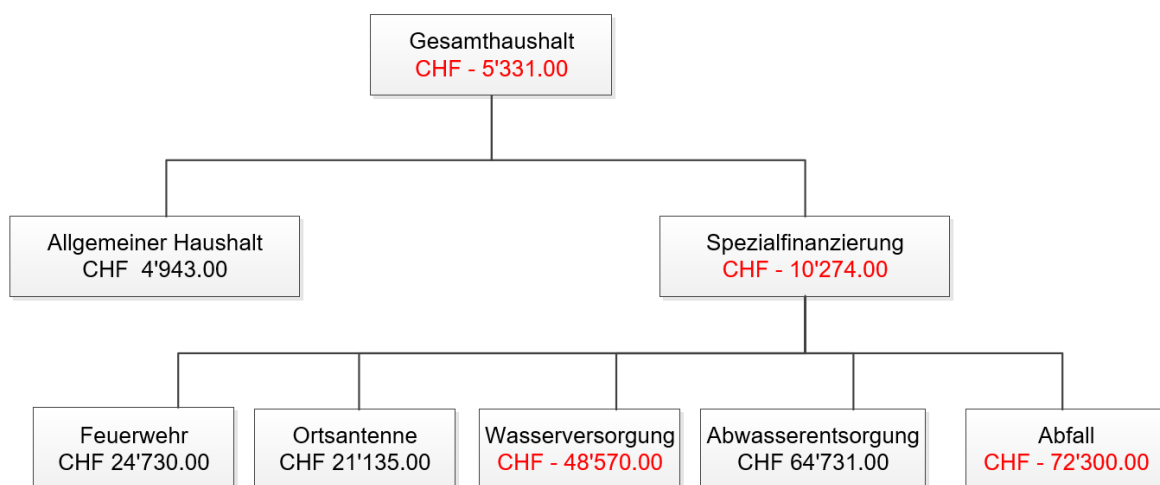 Gesamthaushalt
CHF - 5'331.00
Allgemeiner Haushalt
CHF  4'943.00
Spezialfinanzierung
CHF - 10'274.00
Feuerwehr
CHF 24'730.00
Ortsantenne
CHF 21'135.00
Wasserversorgung
CHF - 48'570.00
Abwasserentsorgung
CHF 64'731.00
Abfall
CHF - 72'300.00